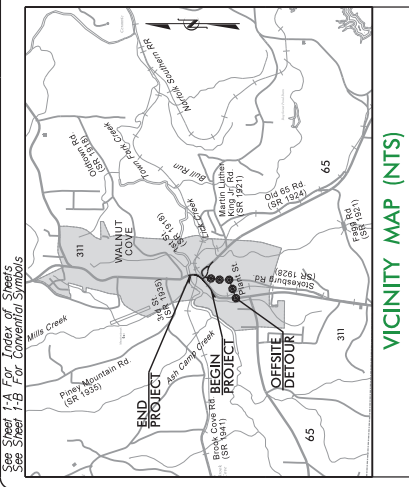 See Sheet 1-A For Index of Sheets
See Sheet 1-B For Conventional Symbols
Norfolk Southern RR
Oldtown Rd.
(SR 1918)
Town Fork Creek
Bull Run
Martin Luther
King Jr. Rd.
(SR 1921)
Old 65 Rd.
(SR 1924)
65
Fagg Rd.
(SR 1921)
311
WALNUT
COVE
1st St.
(SR 1918)
3rd St.
(SR 1935)
Plant St.
Stokesburg Rd
(SR 1928)
Mills Creek
Piney Mountain Rd.
(SR 1935)
Ash Camp Creek
Brook Cove Rd.
(SR 1941)
END
PROJECT
BEGIN
PROJECT
OFFSITE
DETOUR
311
65
VICINITY MAP (NTS)